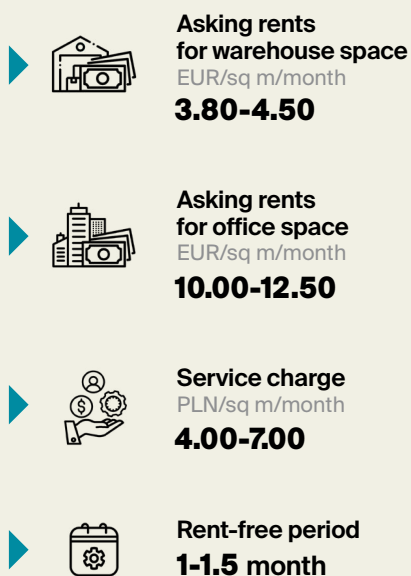 Asking rents
for warehouse space
EUR/sq m/month
3.80-4.50
Asking rents
for office space
EUR/sq m/month
10.00-12.50
$
Service charge
PLN/sq m/month
4.00-7.00
Rent-free period
1-1.5 month